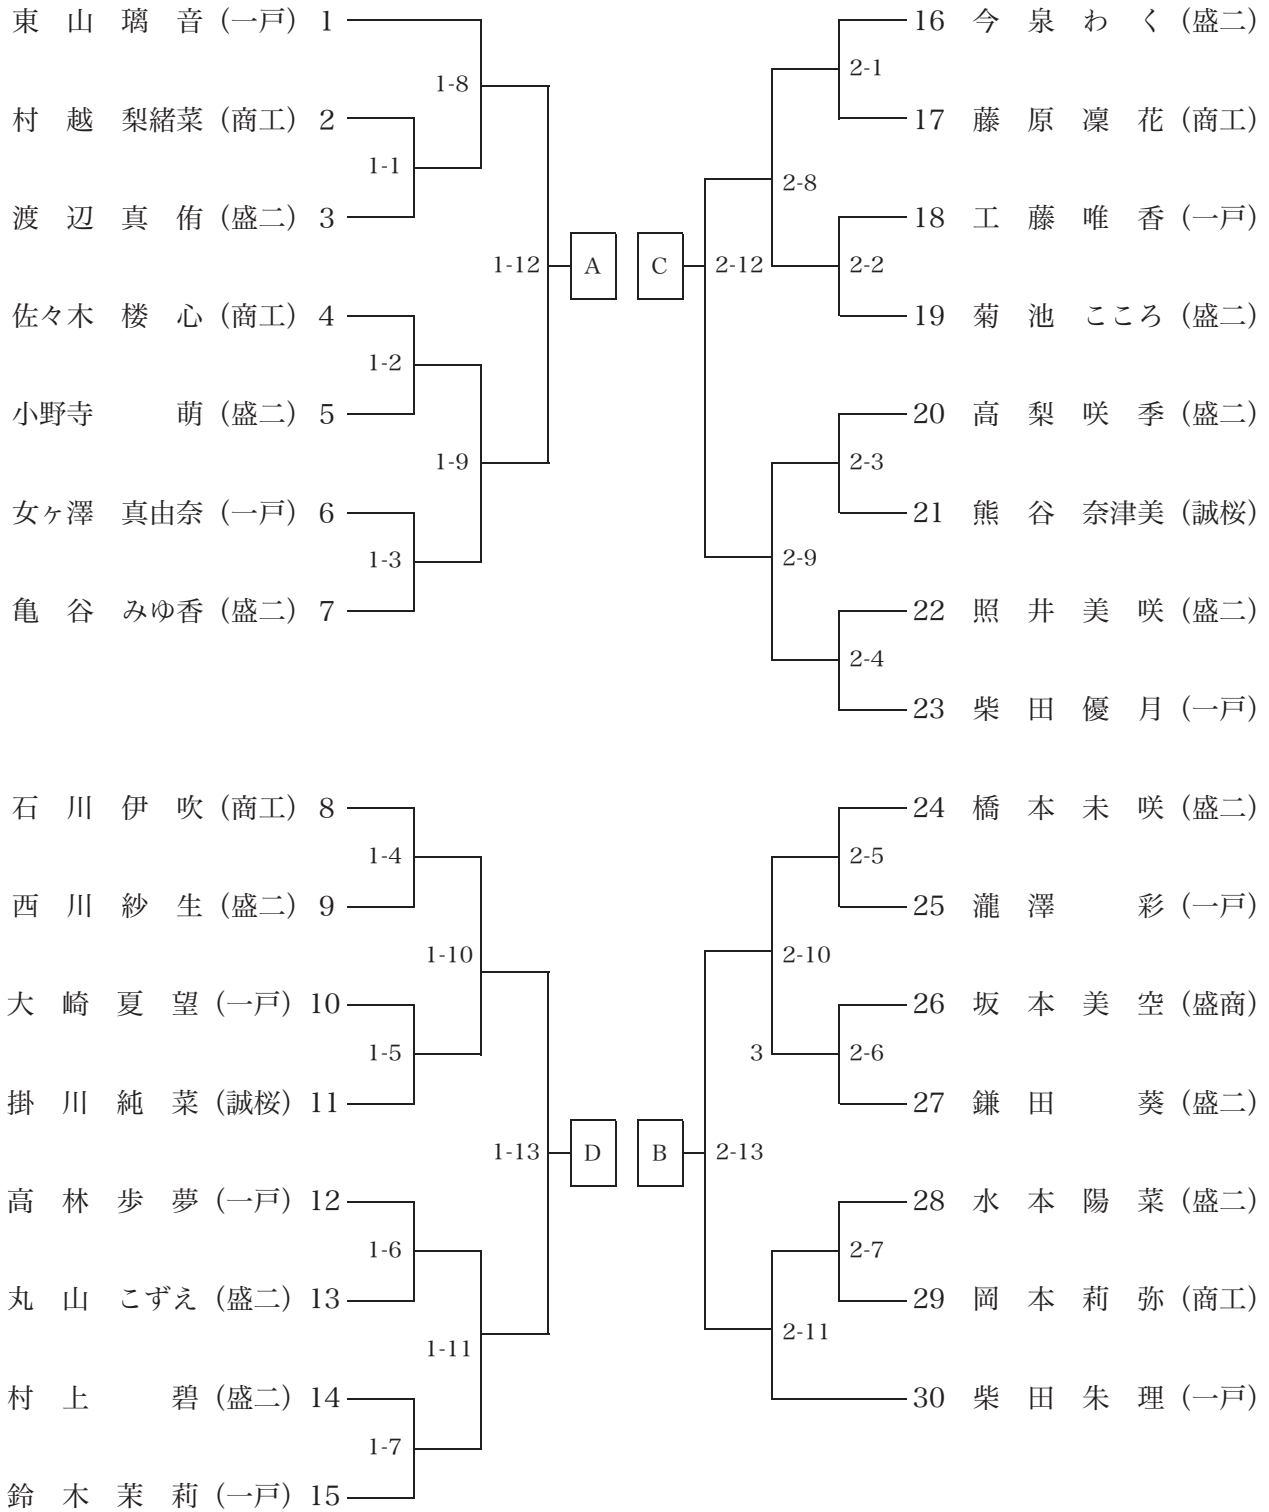 東 山 璃 音 (一戸) 1
1-8
村 越 梨緒菜 (商工) 2
1-1
渡 辺 真 侑 (盛二) 3
1-12 A
佐々木 楼 心 (商工) 4
1-2
小野寺 萌 (盛二) 5
1-9
女ヶ澤 真由奈 (一戸) 6
1-3
亀 谷 みゆ香 (盛二) 7
石 川 伊 吹 (商工) 8
1-4
西 川 紗 生 (盛二) 9
1-10
大 崎 夏 望 (一戸) 10
1-5
掛 川 純 菜 (誠桜) 11
1-13 D
高 林 歩 夢 (一戸) 12
1-6
丸 山 こずえ (盛二) 13
1-11
村 上 碧 (盛二) 14
1-7
鈴 木 茉 莉 (一戸) 15
16 今 泉 わ く (盛二)
2-1
17 藤 原 凜 花 (商工)
2-8
18 工 藤 唯 香 (一戸)
C 2-12 2-2
19 菊 池 こころ (盛二)
20 高 梨 咲 季 (盛二)
2-3
21 熊 谷 奈津美 (誠桜)
2-9
22 照 井 美 咲 (盛二)
2-4
23 柴 田 優 月 (一戸)
24 橋 本 未 咲 (盛二)
2-5
25 瀧 澤 彩 (一戸)
2-10
26 坂 本 美 空 (盛商)
3 2-6
27 鎌 田 葵 (盛二)
B 2-13
28 水 本 陽 菜 (盛二)
2-7
29 岡 本 莉 弥 (商工)
2-11
30 柴 田 朱 理 (一戸)